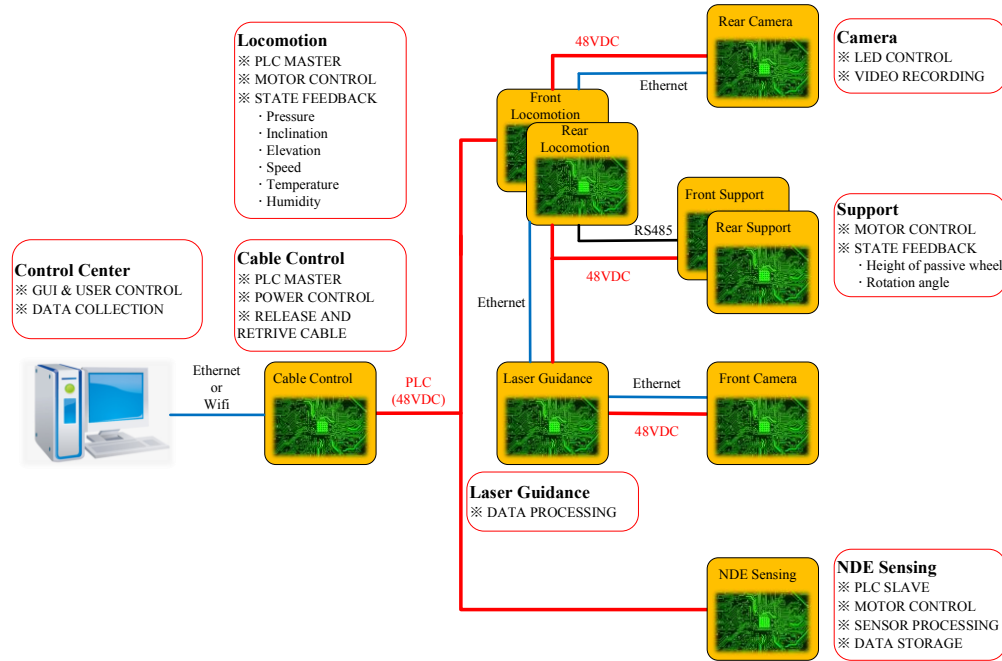 Locomotion
※ PLC MASTER
※ MOTOR CONTROL
※ STATE FEEDBACK
· Pressure
· Inclination
· Elevation
· Speed
· Temperature
· Humidity
48VDC
Ethernet
Rear Camera
Camera
※ LED CONTROL
※ VIDEO RECORDING
Front
Locomotion
Rear
Locomotion
RS485
48VDC
Front Support
Rear Support
Support
※ MOTOR CONTROL
※ STATE FEEDBACK
· Height of passive wheel
· Rotation angle
Control Center
※ GUI & USER CONTROL
※ DATA COLLECTION
Cable Control
※ PLC MASTER
※ POWER CONTROL
※ RELEASE AND
RETRIVE CABLE
Ethernet
Ethernet
or
Wifi
Cable Control
PLC
(48VDC)
Laser Guidance
Ethernet
48VDC
Front Camera
Laser Guidance
※ DATA PROCESSING
NDE Sensing
NDE Sensing
※ PLC SLAVE
※ MOTOR CONTROL
※ SENSOR PROCESSING
※ DATA STORAGE